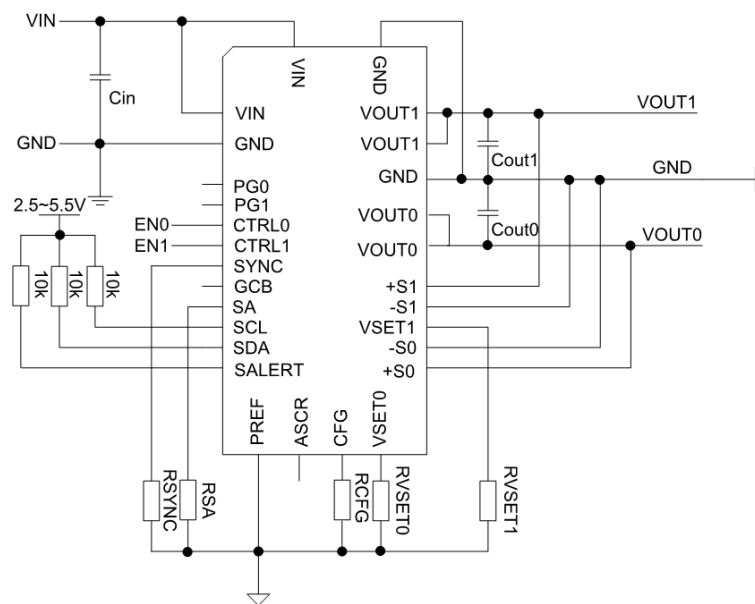 VIN
VIN
GND
Cin
VIN
VOUT1
VOUT1
GND
GND
VOUT1
Cout1
GND
GND
PG0
2.5~5.5V
PG1
VOUT0
Cout0
EN0
CTRL0
EN1
CTRL1
VOUT0
VOUT0
SYNC
10k
10k
10k
GCB
+S1
SA
-S1
SCL
VSET1
SDA
-S0
SALERT
+S0
PREF
ASCR
CFG
VSET0
RSYNC
RSA
RCFG
RVSET0
RVSET1